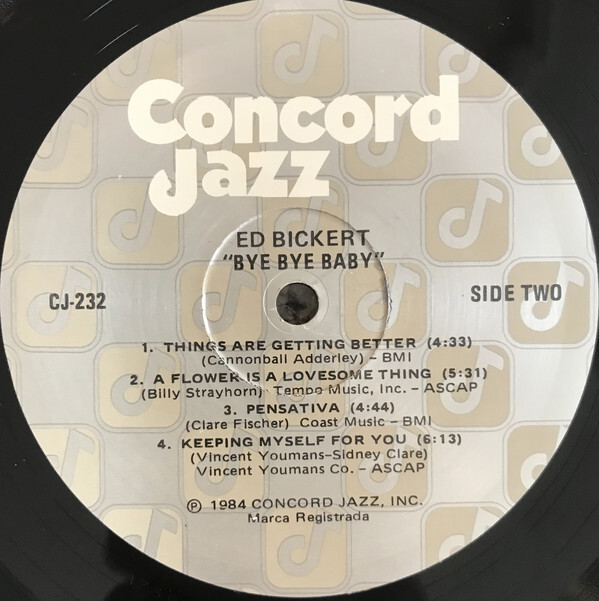 Concord
Jazz
ED BICKERT
"BYE BYE BABY"
CJ-232
SIDE TWO
1. THINGS ARE GETTING BETTER (4:33)
(Cannonball Adderley) – BMI
2. A FLOWER IS A LOVESOME THING (5:31)
(Billy Strayhorn) Tempo Music, Inc. – ASCAP
3. PENSATIVA (4:44)
(Clare Fischer) Coast Music – BMI
4. KEEPING MYSELF FOR YOU (6:13)
(Vincent Youmans–Sidney Clare)
Vincent Youmans Co. – ASCAP
℗ 1984 CONCORD JAZZ, INC.
Marca Registrada